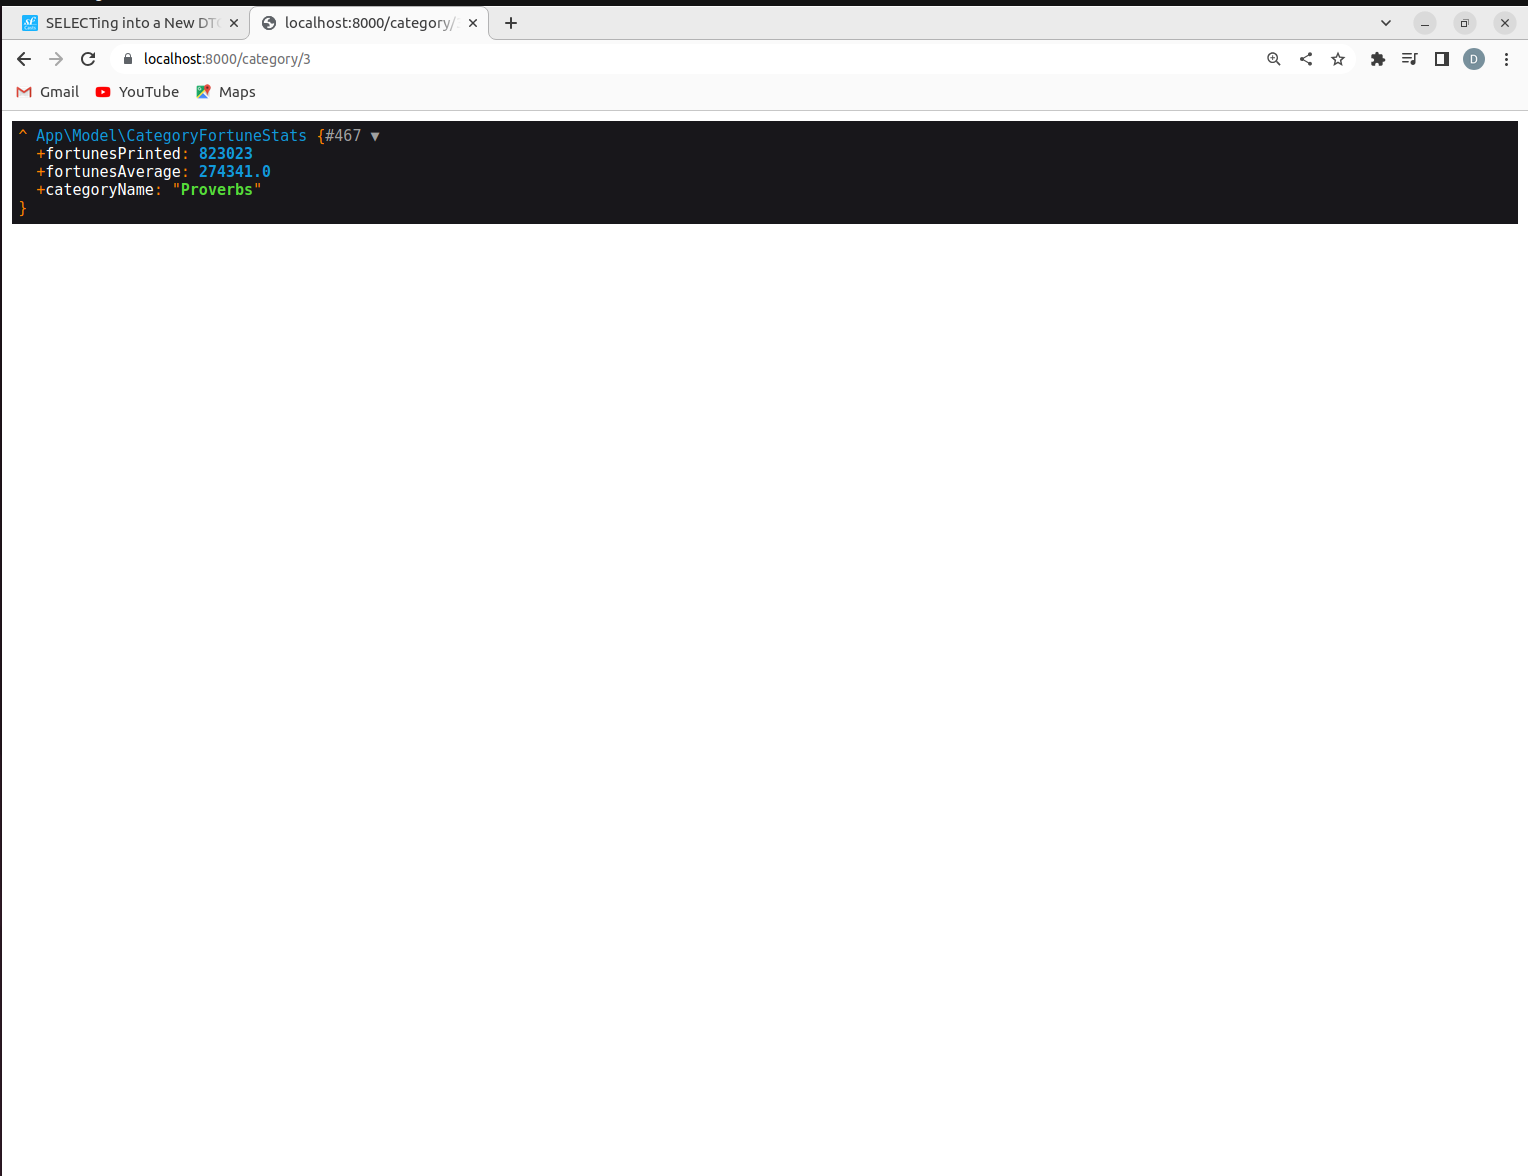 SELECTing into a New DT
localhost:8000/category/
localhost:8000/category/3
D
Gmail
YouTube
Maps
^ App\Model\CategoryFortuneStats {#467 ▼
+fortunesPrinted: 823023
+fortunesAverage: 274341.0
+categoryName: "Proverbs"
}